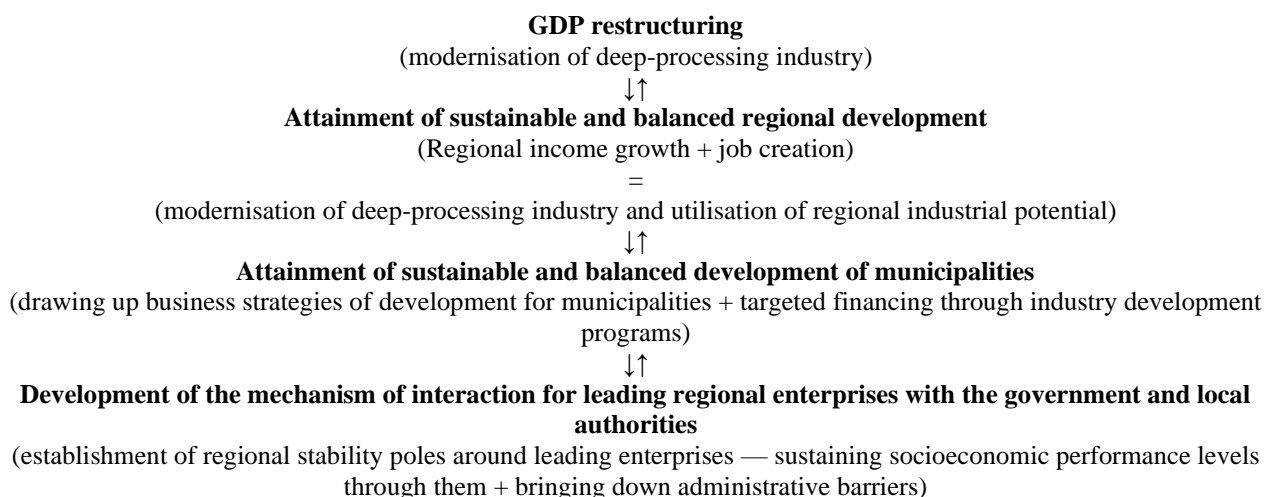 GDP restructuring
(modernisation of deep-processing industry)
↓↑
Attainment of sustainable and balanced regional development
(Regional income growth + job creation)
=
(modernisation of deep-processing industry and utilisation of regional industrial potential)
↓↑
Attainment of sustainable and balanced development of municipalities
(drawing up business strategies of development for municipalities + targeted financing through industry development
programs)
↓↑
Development of the mechanism of interaction for leading regional enterprises with the government and local
authorities
(establishment of regional stability poles around leading enterprises — sustaining socioeconomic performance levels
through them + bringing down administrative barriers)